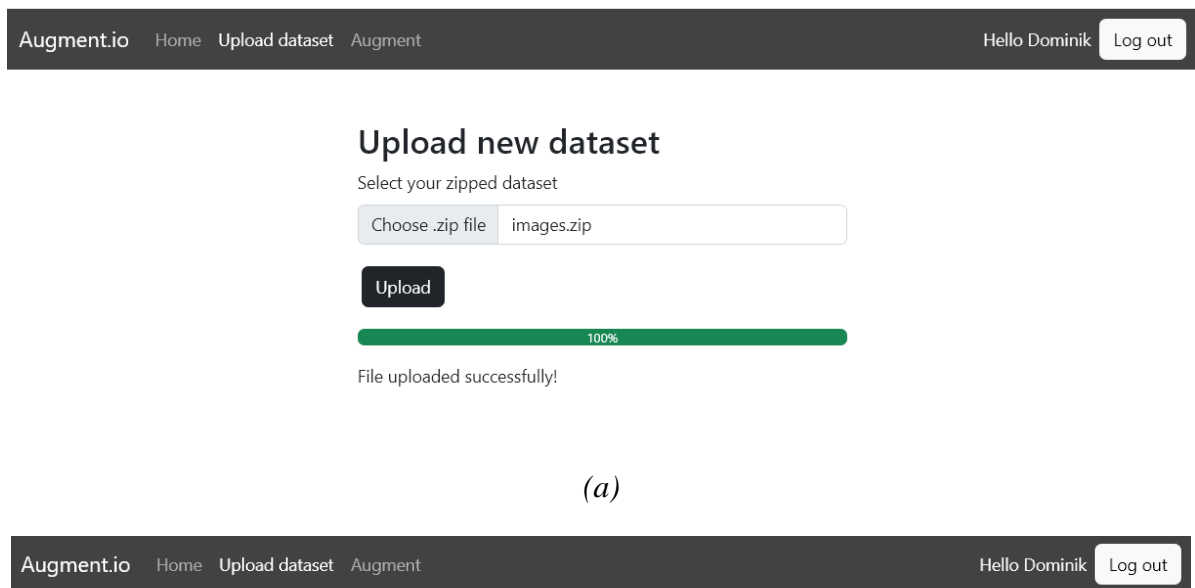 Augment.io Home Upload dataset Augment Hello Dominik Log out
Upload new dataset
Select your zipped dataset
Choose .zip file images.zip
Upload
100%
File uploaded successfully!
(a)
Augment.io Home Upload dataset Augment Hello Dominik Log out